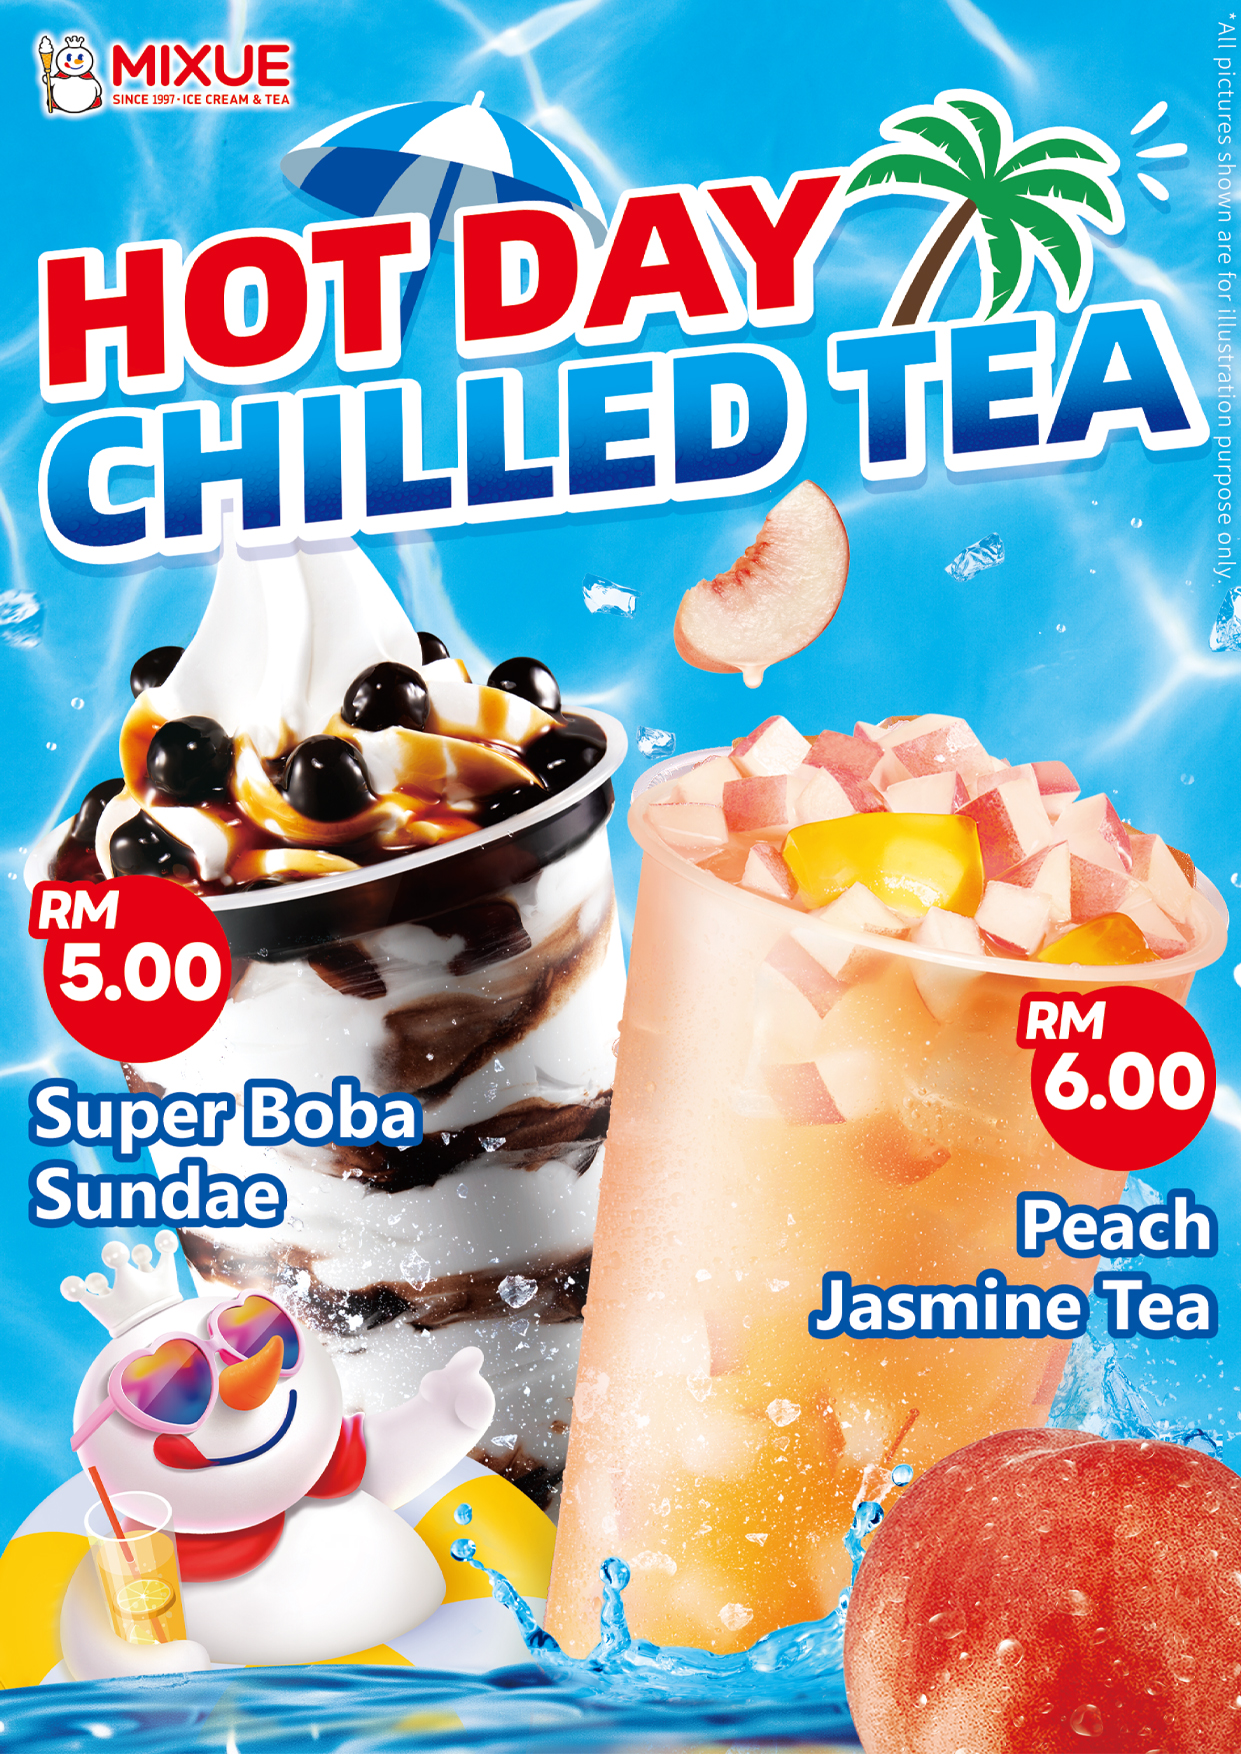 MIXUE
SINCE 1997 · ICE CREAM & TEA
*All pictures shown are for illustration purpose only.
HOT DAY
CHILLED TEA
RM
5.00
Super Boba
Sundae
RM
6.00
Peach
Jasmine Tea